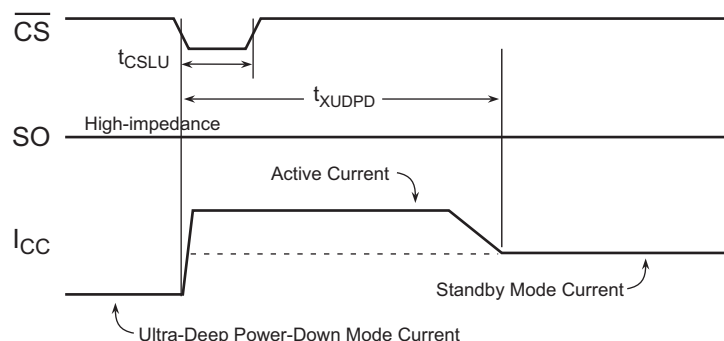 CS
tCSLU
tXUDPD
High-impedance
SO
Active Current
ICC
Standby Mode Current
Ultra-Deep Power-Down Mode Current